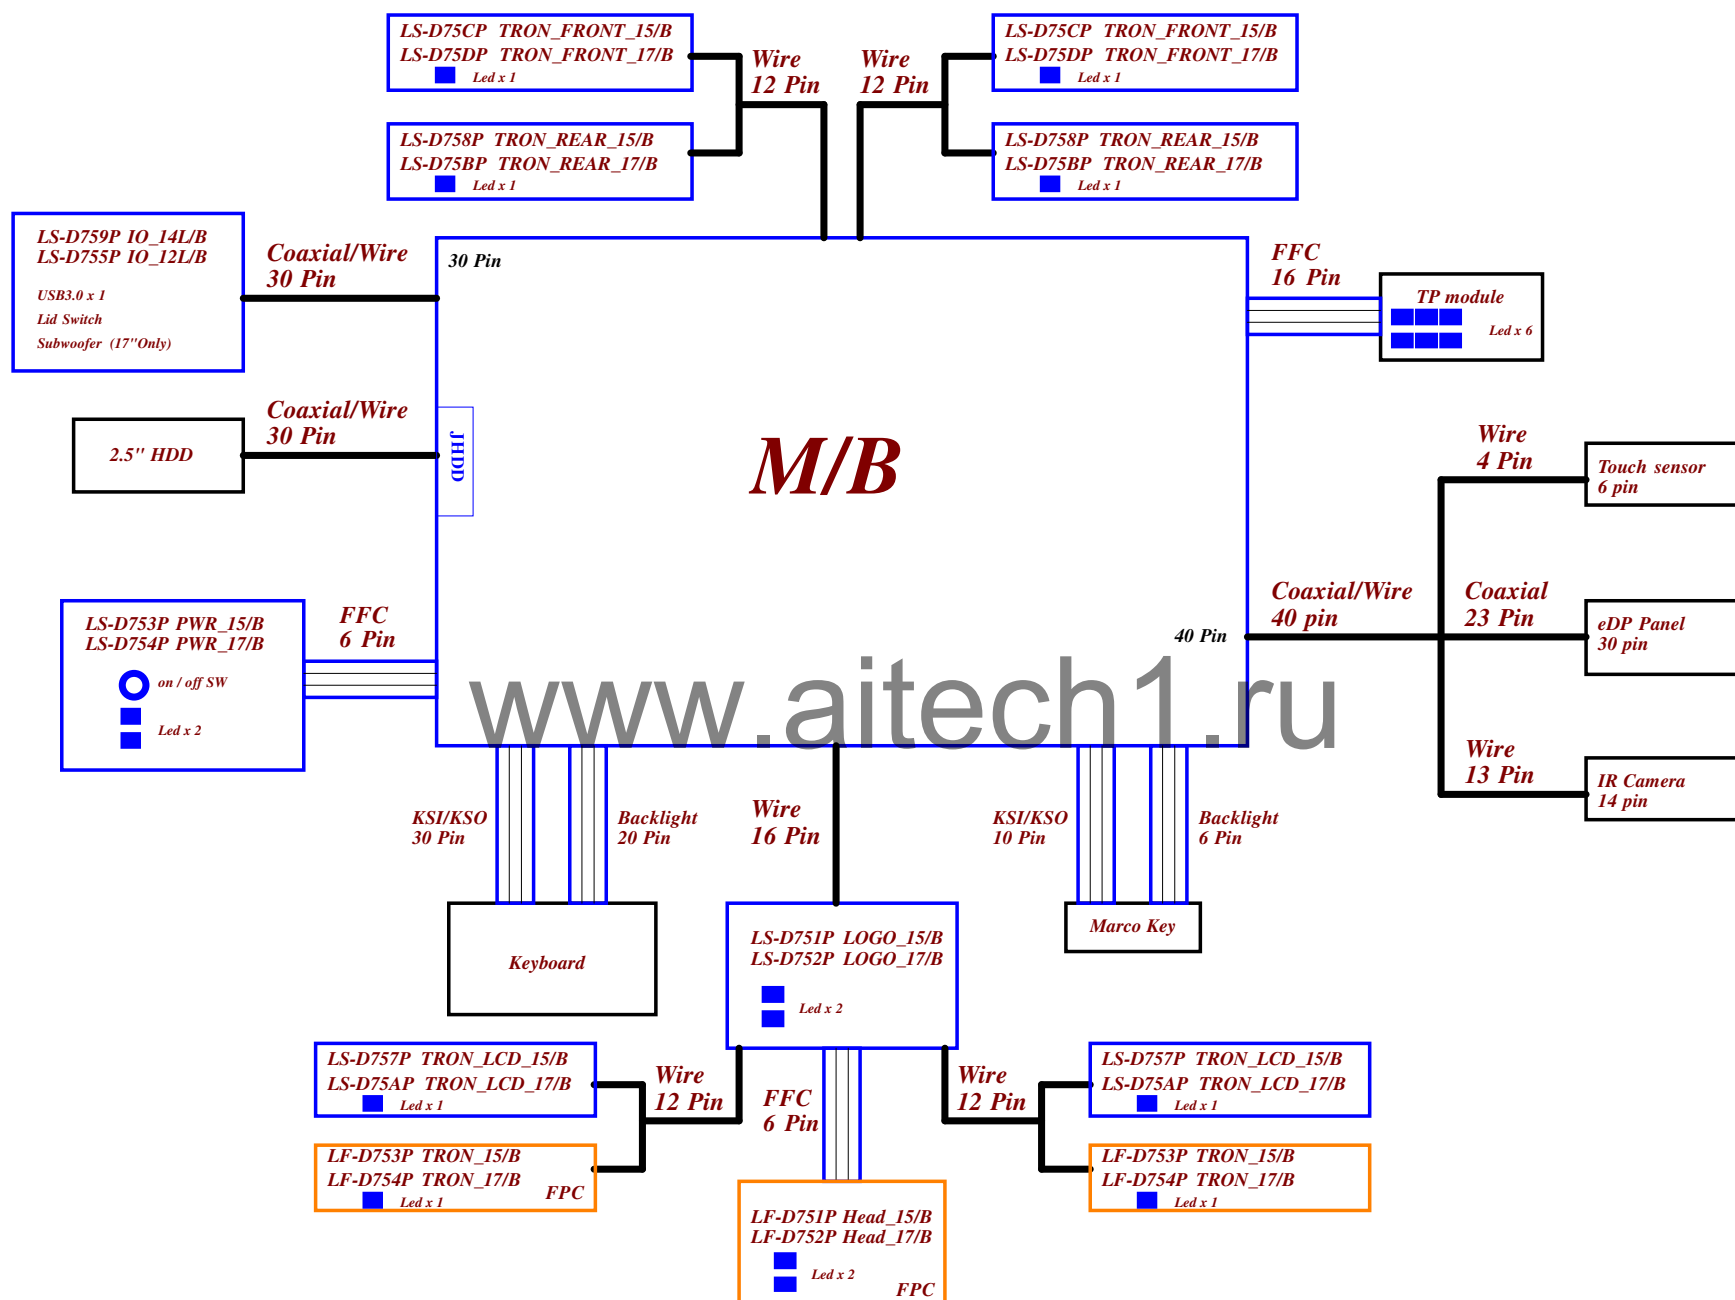 LS-D75CP TRON_FRONT_15/B
LS-D75DP TRON_FRONT_17/B
Led x 1
Wire
12 Pin
Wire
12 Pin
LS-D75CP TRON_FRONT_15/B
LS-D75DP TRON_FRONT_17/B
Led x 1
LS-D758P TRON_REAR_15/B
LS-D75BP TRON_REAR_17/B
Led x 1
LS-D758P TRON_REAR_15/B
LS-D75BP TRON_REAR_17/B
Led x 1
LS-D759P IO_14L/B
LS-D755P IO_12L/B
USB3.0 x 1
Lid Switch
Subwoofer (17"Only)
Coaxial/Wire
30 Pin
30 Pin
FFC
16 Pin
TP module
Led x 6
2.5" HDD
Coaxial/Wire
30 Pin
JHDD
M/B
Wire
4 Pin
Touch sensor
6 pin
LS-D753P PWR_15/B
LS-D754P PWR_17/B
on / off SW
Led x 2
FFC
6 Pin
40 Pin
Coaxial/Wire
40 pin
Coaxial
23 Pin
eDP Panel
30 pin
www.aitech1.ru
Wire
13 Pin
IR Camera
14 pin
KSI/KSO
30 Pin
Backlight
20 Pin
Wire
16 Pin
KSI/KSO
10 Pin
Backlight
6 Pin
Keyboard
LS-D751P LOGO_15/B
LS-D752P LOGO_17/B
Led x 2
Marco Key
LS-D757P TRON_LCD_15/B
LS-D75AP TRON_LCD_17/B
Led x 1
Wire
12 Pin
FFC
6 Pin
Wire
12 Pin
LS-D757P TRON_LCD_15/B
LS-D75AP TRON_LCD_17/B
Led x 1
LF-D753P TRON_15/B
LF-D754P TRON_17/B
Led x 1
FPC
LF-D753P TRON_15/B
LF-D754P TRON_17/B
Led x 1
LF-D751P Head_15/B
LF-D752P Head_17/B
Led x 2
FPC